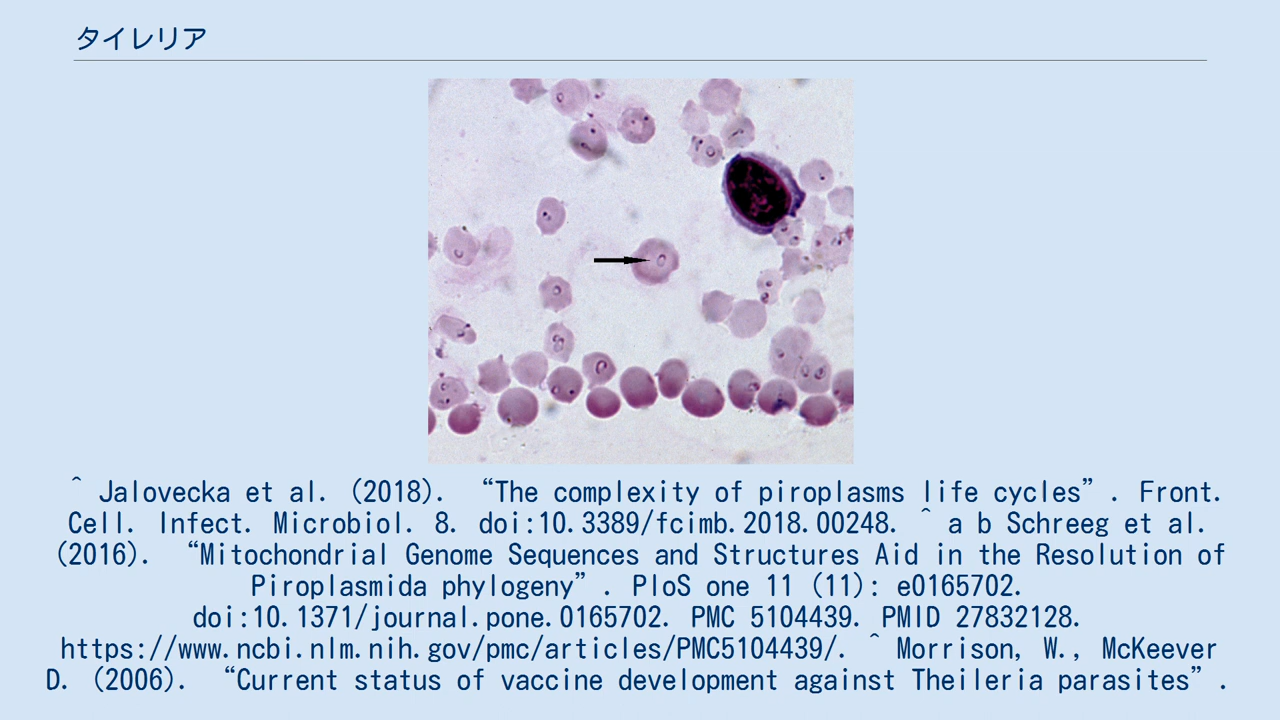 タイレリア
^ Jalovecka et al. (2018). “The complexity of piroplasms life cycles”. Front.
Cell. Infect. Microbiol. 8. doi:10.3389/fcimb.2018.00248. ^ a b Schreeg et al.
(2016). “Mitochondrial Genome Sequences and Structures Aid in the Resolution of
Piroplasmida phylogeny”. PloS one 11 (11): e0165702.
doi:10.1371/journal.pone.0165702. PMC 5104439. PMID 27832128.
https://www.ncbi.nlm.nih.gov/pmc/articles/PMC5104439/. ^ Morrison, W., McKeever
D. (2006). “Current status of vaccine development against Theileria parasites”.